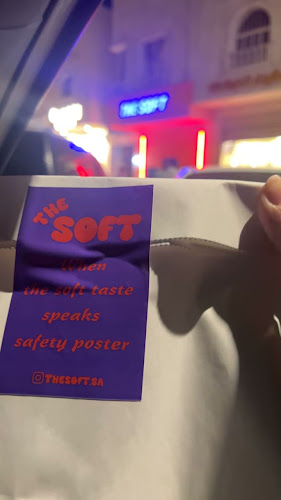 THE SOFT
THE
SOFT
When
the soft taste
speaks
safety poster
THESOFT.SA